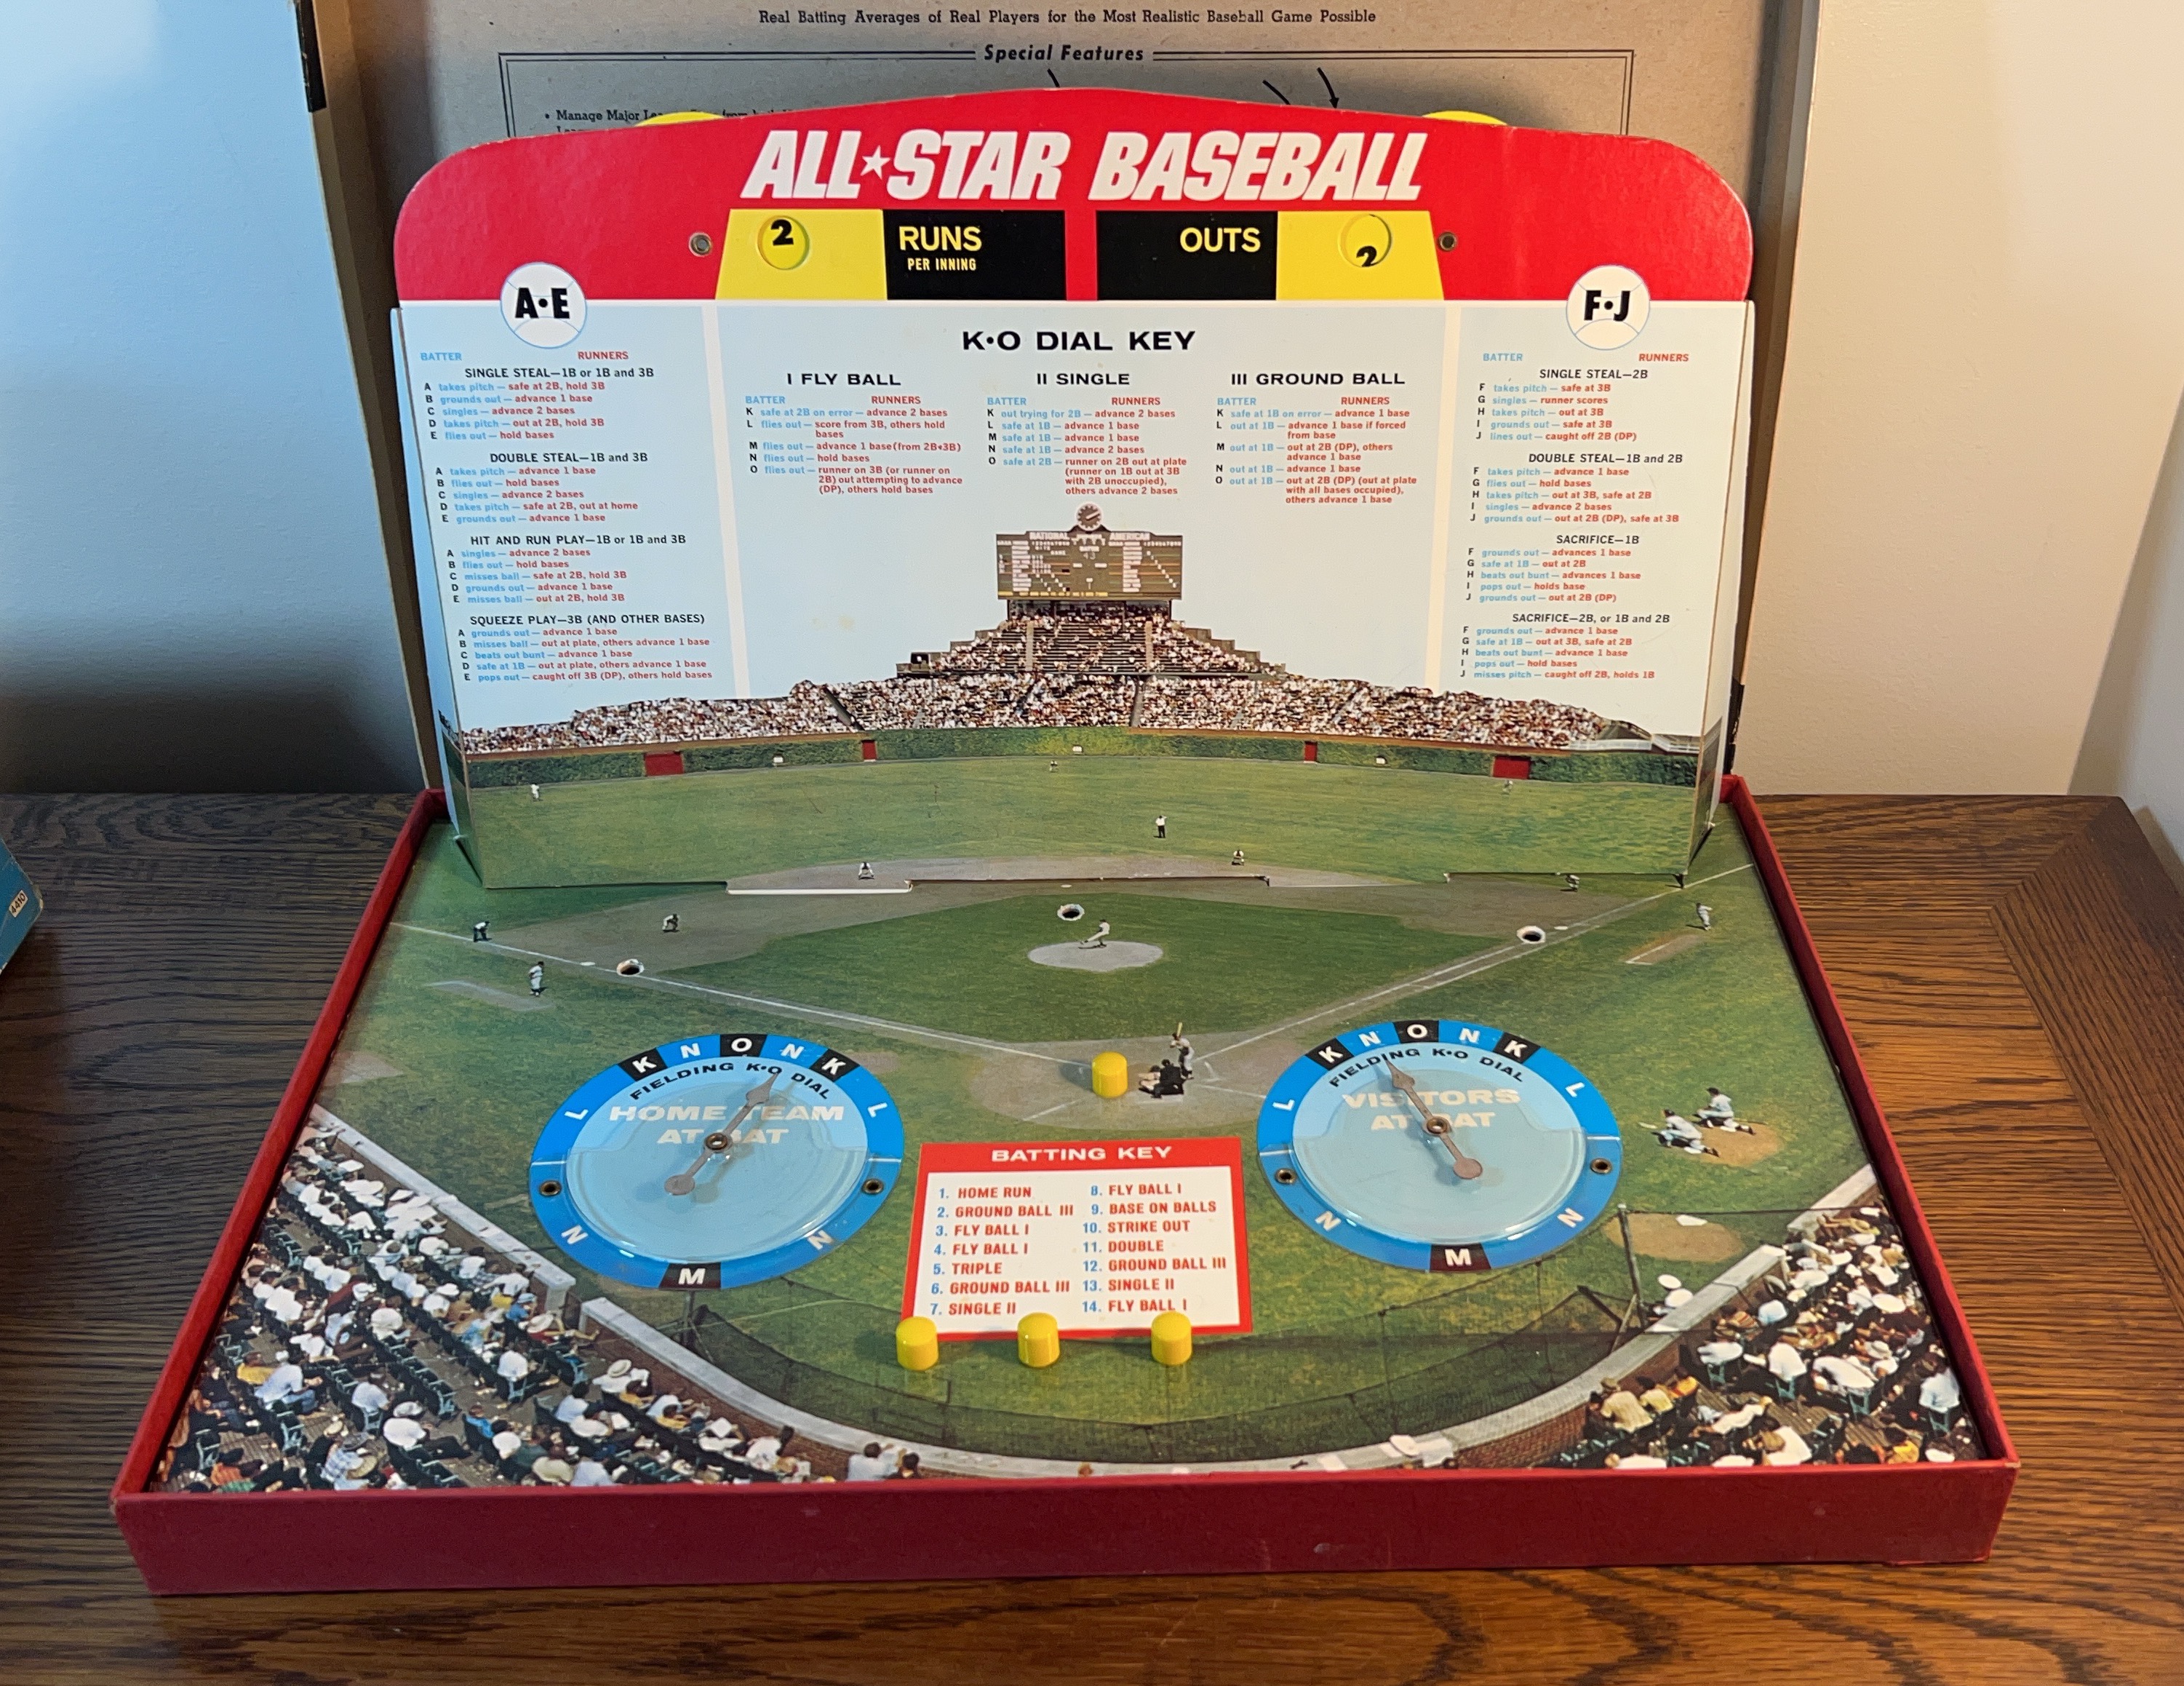 Real Batting Averages of Real Players for the Most Realistic Baseball Game Possible
Special Features
• Manage Major
ALL★STAR BASEBALL
2
RUNS
PER INNING
OUTS
2
A•E
BATTER RUNNERS
SINGLE STEAL—1B or 1B and 3B
A takes pitch — safe at 2B, hold 3B
B grounds out — advance 1 base
C singles — advance 2 bases
D takes pitch — out at 2B, hold 3B
E flies out — hold bases
DOUBLE STEAL—1B and 3B
A takes pitch — advance 1 base
B flies out — hold bases
C singles — advance 2 bases
D takes pitch — safe at 2B, out at home
E grounds out — advance 1 base
HIT AND RUN PLAY—1B or 1B and 3B
A singles — advance 2 bases
B flies out — hold bases
C misses ball — safe at 2B, hold 3B
D grounds out — advance 1 base
E misses ball — out at 2B, hold 3B
SQUEEZE PLAY—3B (AND OTHER BASES)
A grounds out — advance 1 base
B misses ball — out at plate, others advance 1 base
C beats out bunt — advance 1 base
D safe at 1B — out at plate, others advance 1 base
E pops out — caught off 3B (DP), others hold bases
K•O DIAL KEY
I FLY BALL
BATTER RUNNERS
K safe at 2B on error — advance 2 bases
L flies out — score from 3B, others hold
bases
M flies out — advance 1 base (from 2B•3B)
N flies out — hold bases
O flies out — runner on 3B (or runner on
2B) out attempting to advance
(DP), others hold bases
II SINGLE
BATTER RUNNERS
K out trying for 2B — advance 2 bases
L safe at 1B — advance 1 base
M safe at 1B — advance 1 base
N safe at 1B — advance 2 bases
O safe at 2B — runner on 2B out at plate
(runner on 1B out at 3B
with 2B unoccupied),
others advance 2 bases
III GROUND BALL
BATTER RUNNERS
K safe at 1B on error — advance 1 base
L out at 1B — advance 1 base if forced
from base
M out at 1B — out at 2B (DP), others
advance 1 base
N out at 1B — advance 1 base
O out at 1B — out at 2B (DP) (out at plate
with all bases occupied),
others advance 1 base
F•J
BATTER RUNNERS
SINGLE STEAL—2B
F takes pitch — safe at 3B
G singles — runner scores
H takes pitch — out at 3B
I grounds out — safe at 3B
J lines out — caught off 2B (DP)
DOUBLE STEAL—1B and 2B
F takes pitch — advance 1 base
G flies out — hold bases
H takes pitch — out at 3B, safe at 2B
I singles — advance 2 bases
J grounds out — out at 2B (DP), safe at 3B
SACRIFICE—1B
F grounds out — advances 1 base
G safe at 1B — out at 2B
H beats out bunt — advances 1 base
I pops out — holds base
J grounds out — out at 2B (DP)
SACRIFICE—2B, or 1B and 2B
F grounds out — advance 1 base
G safe at 1B — out at 3B, safe at 2B
H beats out bunt — advance 1 base
I pops out — hold bases
J misses pitch — caught off 2B, holds 1B
NATIONAL AMERICAN
4410
L K N O N K L
FIELDING K•O DIAL
HOME TEAM
AT BAT
N M N
L K N O N K L
FIELDING K•O DIAL
VISITORS
AT BAT
N M N
BATTING KEY
1. HOME RUN
2. GROUND BALL III
3. FLY BALL I
4. FLY BALL I
5. TRIPLE
6. GROUND BALL III
7. SINGLE II
8. FLY BALL I
9. BASE ON BALLS
10. STRIKE OUT
11. DOUBLE
12. GROUND BALL III
13. SINGLE II
14. FLY BALL I